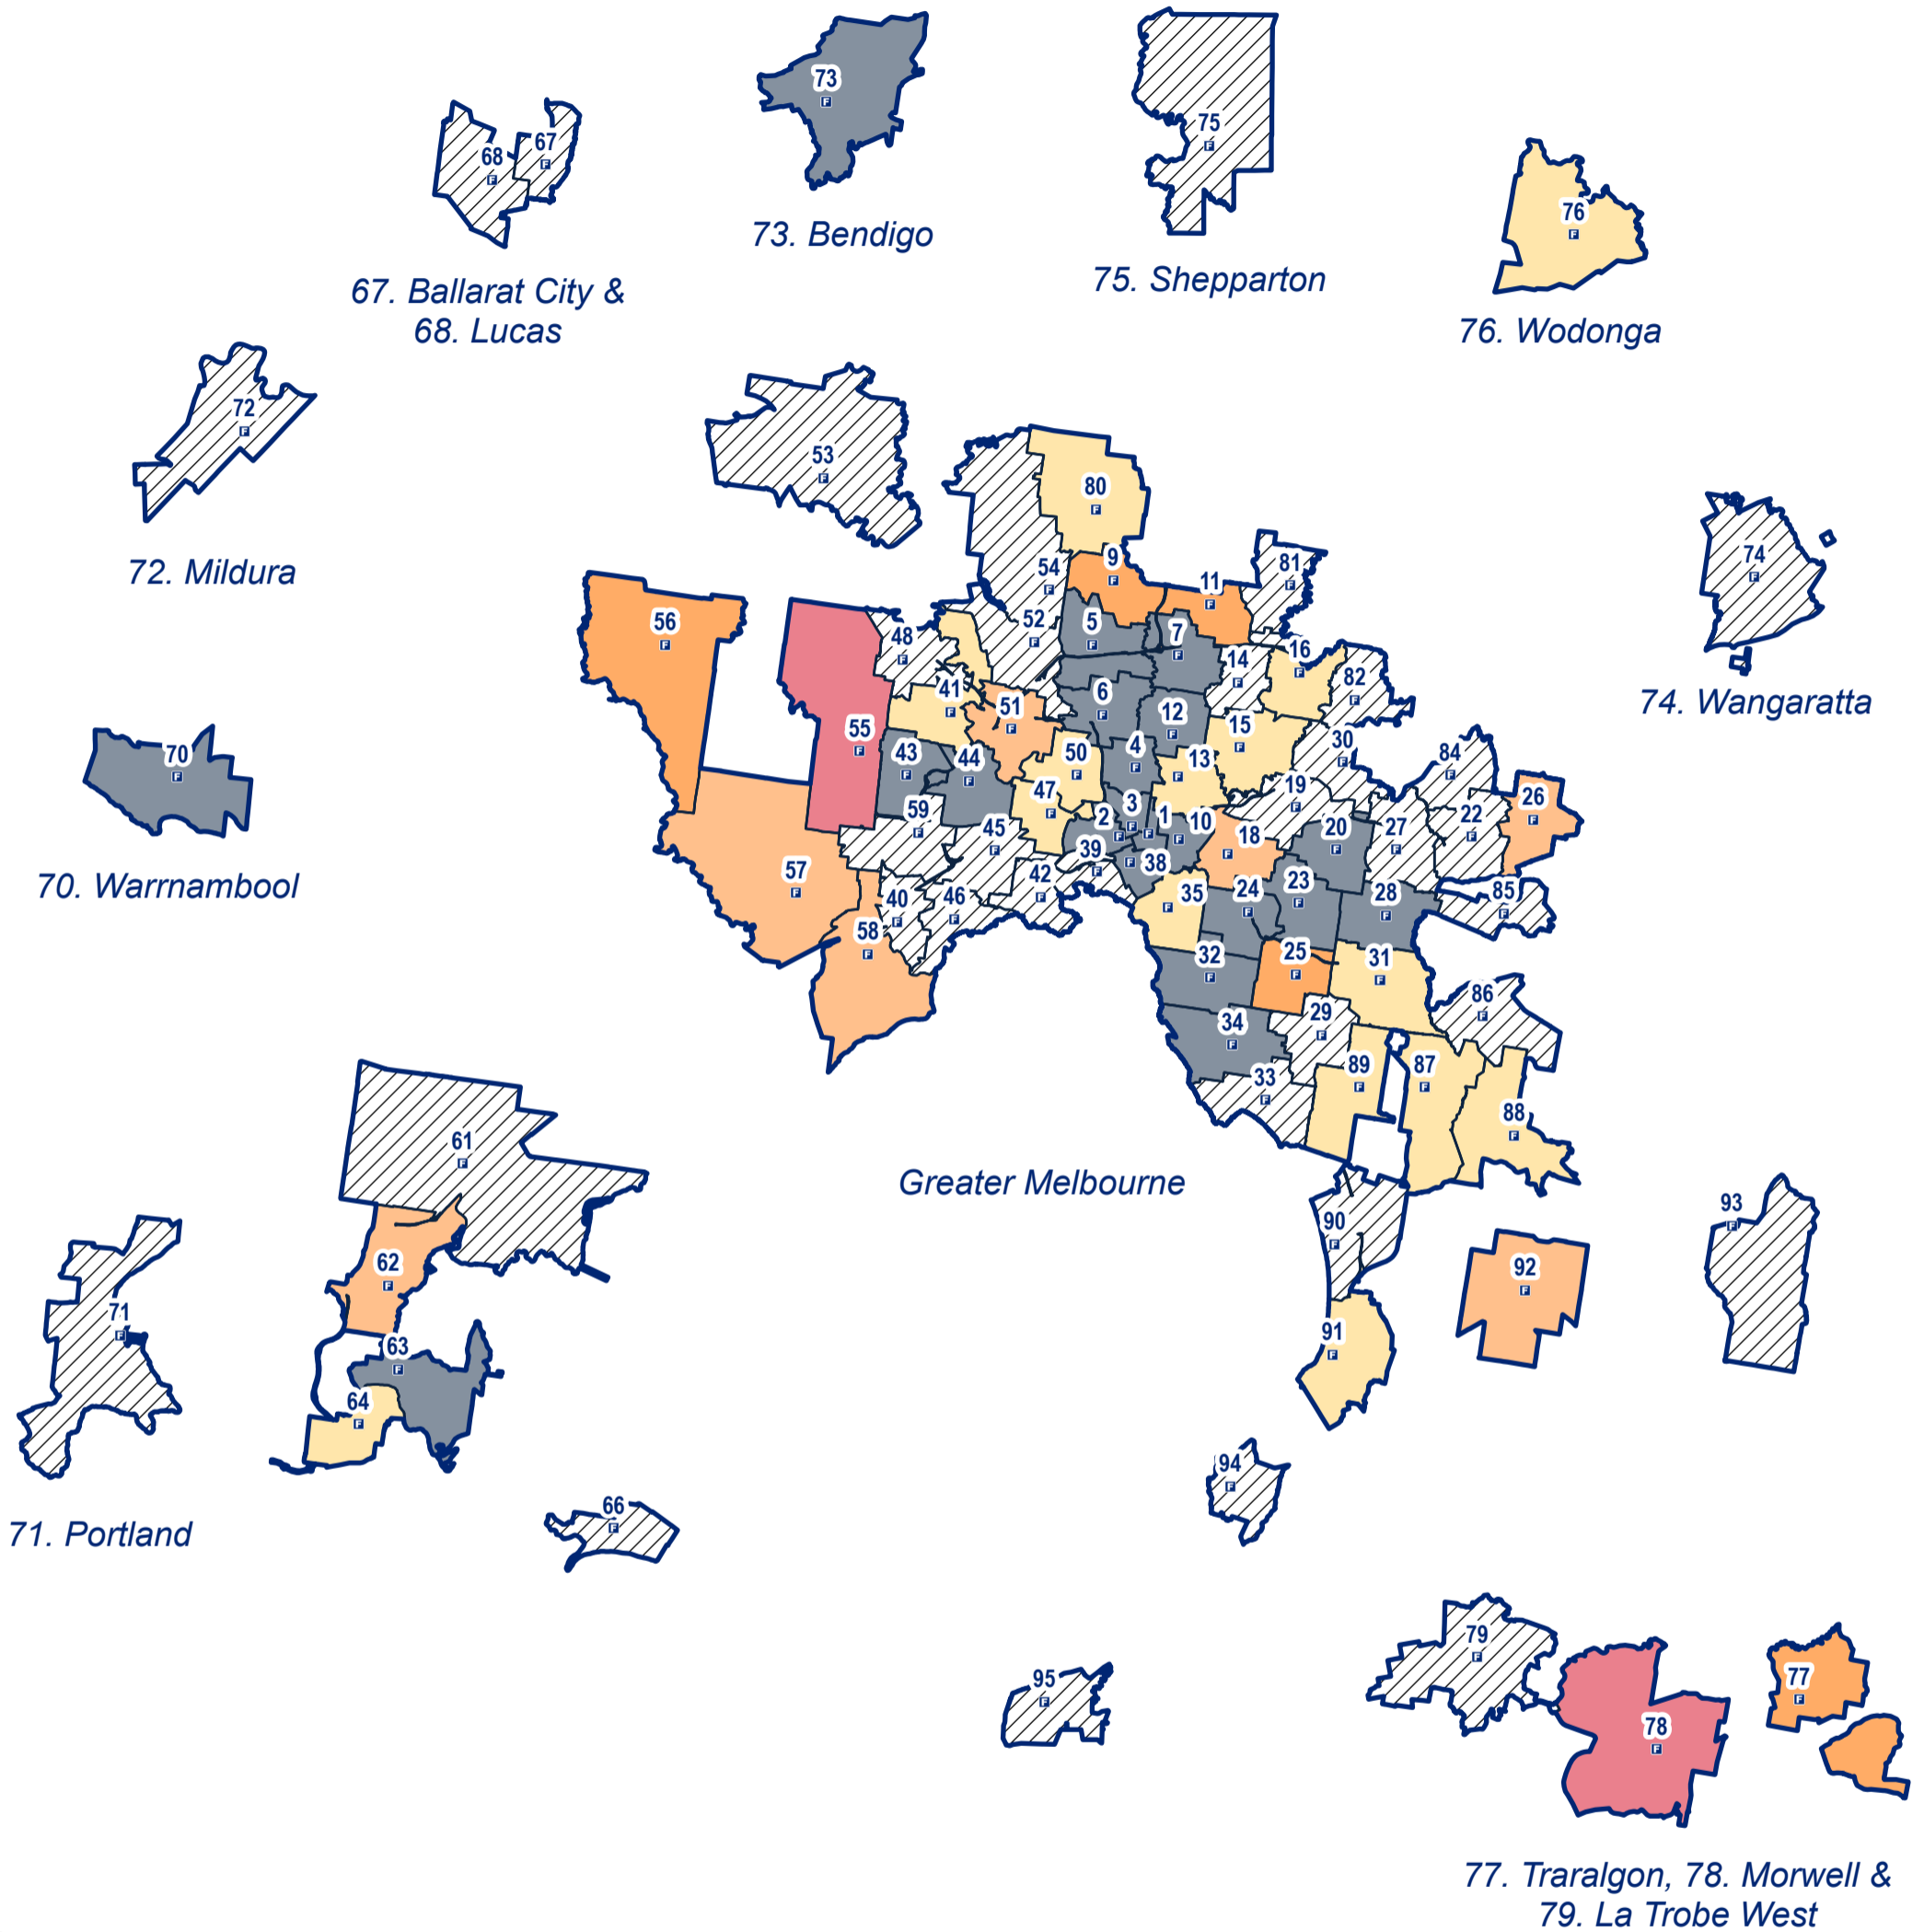 73
F
75
F
67
F
68
F
76
F
73. Bendigo
75. Shepparton
67. Ballarat City &
68. Lucas
76. Wodonga
72
F
53
F
80
F
74
F
72. Mildura
9
F
54
F
81
F
11
F
56
F
52
F
5
F
7
F
48
F
14
F
16
F
82
F
74. Wangaratta
41
F
6
F
51
F
12
F
15
F
55
F
30
F
70
F
43
F
44
F
50
F
4
F
13
F
84
F
47
F
19
F
26
F
59
F
2
F
3
F
1
F
10
F
22
F
45
F
18
F
20
F
27
F
39
F
38
F
57
F
42
F
23
F
70. Warrnambool
40
F
46
F
35
F
24
F
28
F
85
F
58
F
32
F
25
F
31
F
86
F
34
F
29
F
33
F
89
F
87
F
88
F
61
F
Greater Melbourne
90
F
93
F
62
F
92
F
71
F
63
F
91
F
64
F
94
F
66
F
71. Portland
79
F
95
F
77
F
78
F
77. Traralgon, 78. Morwell &
79. La Trobe West